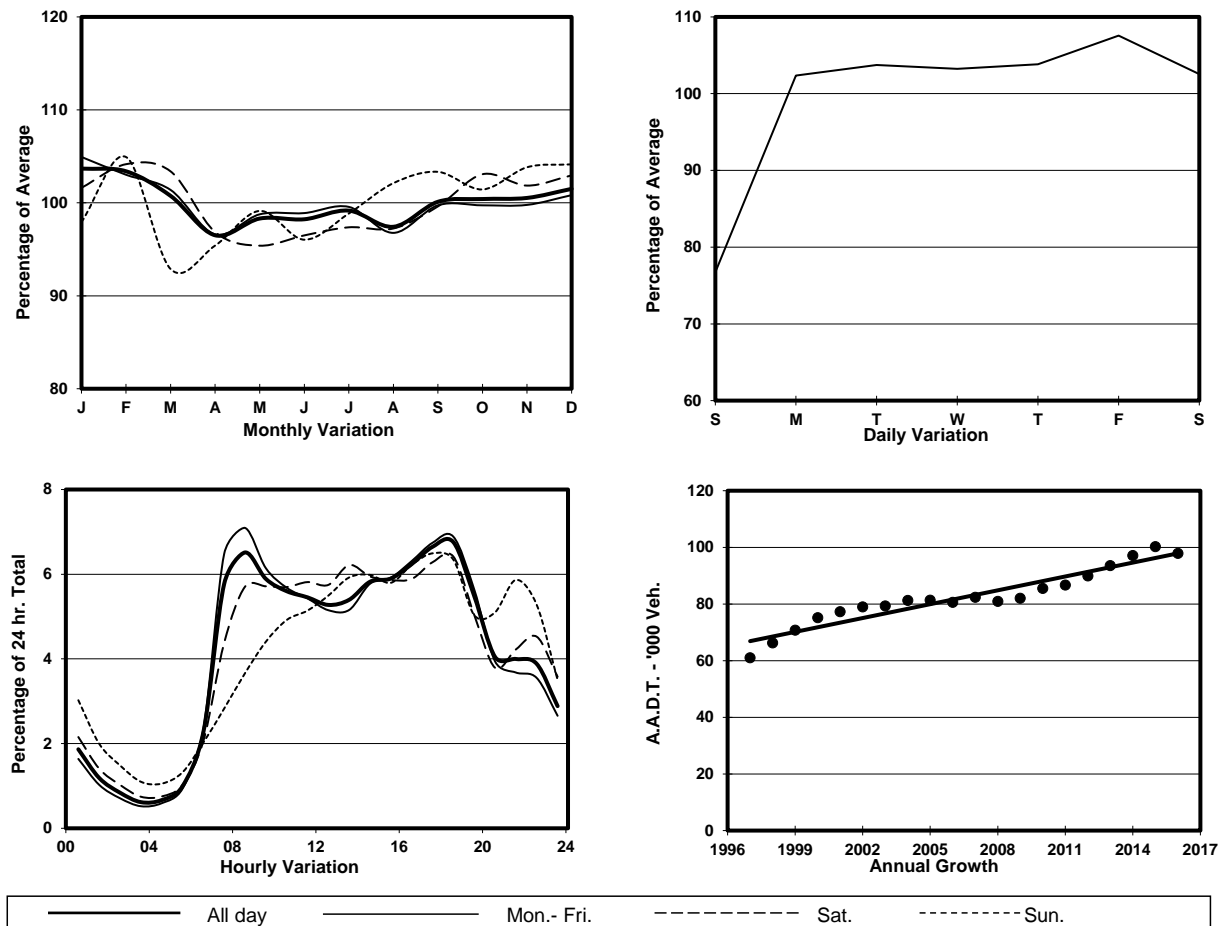 120
110
100
90
80
Percentage of Average
J F M A M J J A S O N D
Monthly Variation
110
100
90
80
70
60
Percentage of Average
S M T W T F S
Daily Variation
8
6
4
2
0
Percentage of 24 hr. Total
00 04 08 12 16 20 24
Hourly Variation
120
100
80
60
40
20
0
A.A.D.T. - '000 Veh.
1996 1999 2002 2005 2008 2011 2014 2017
Annual Growth
All day Mon.- Fri. Sat. Sun.